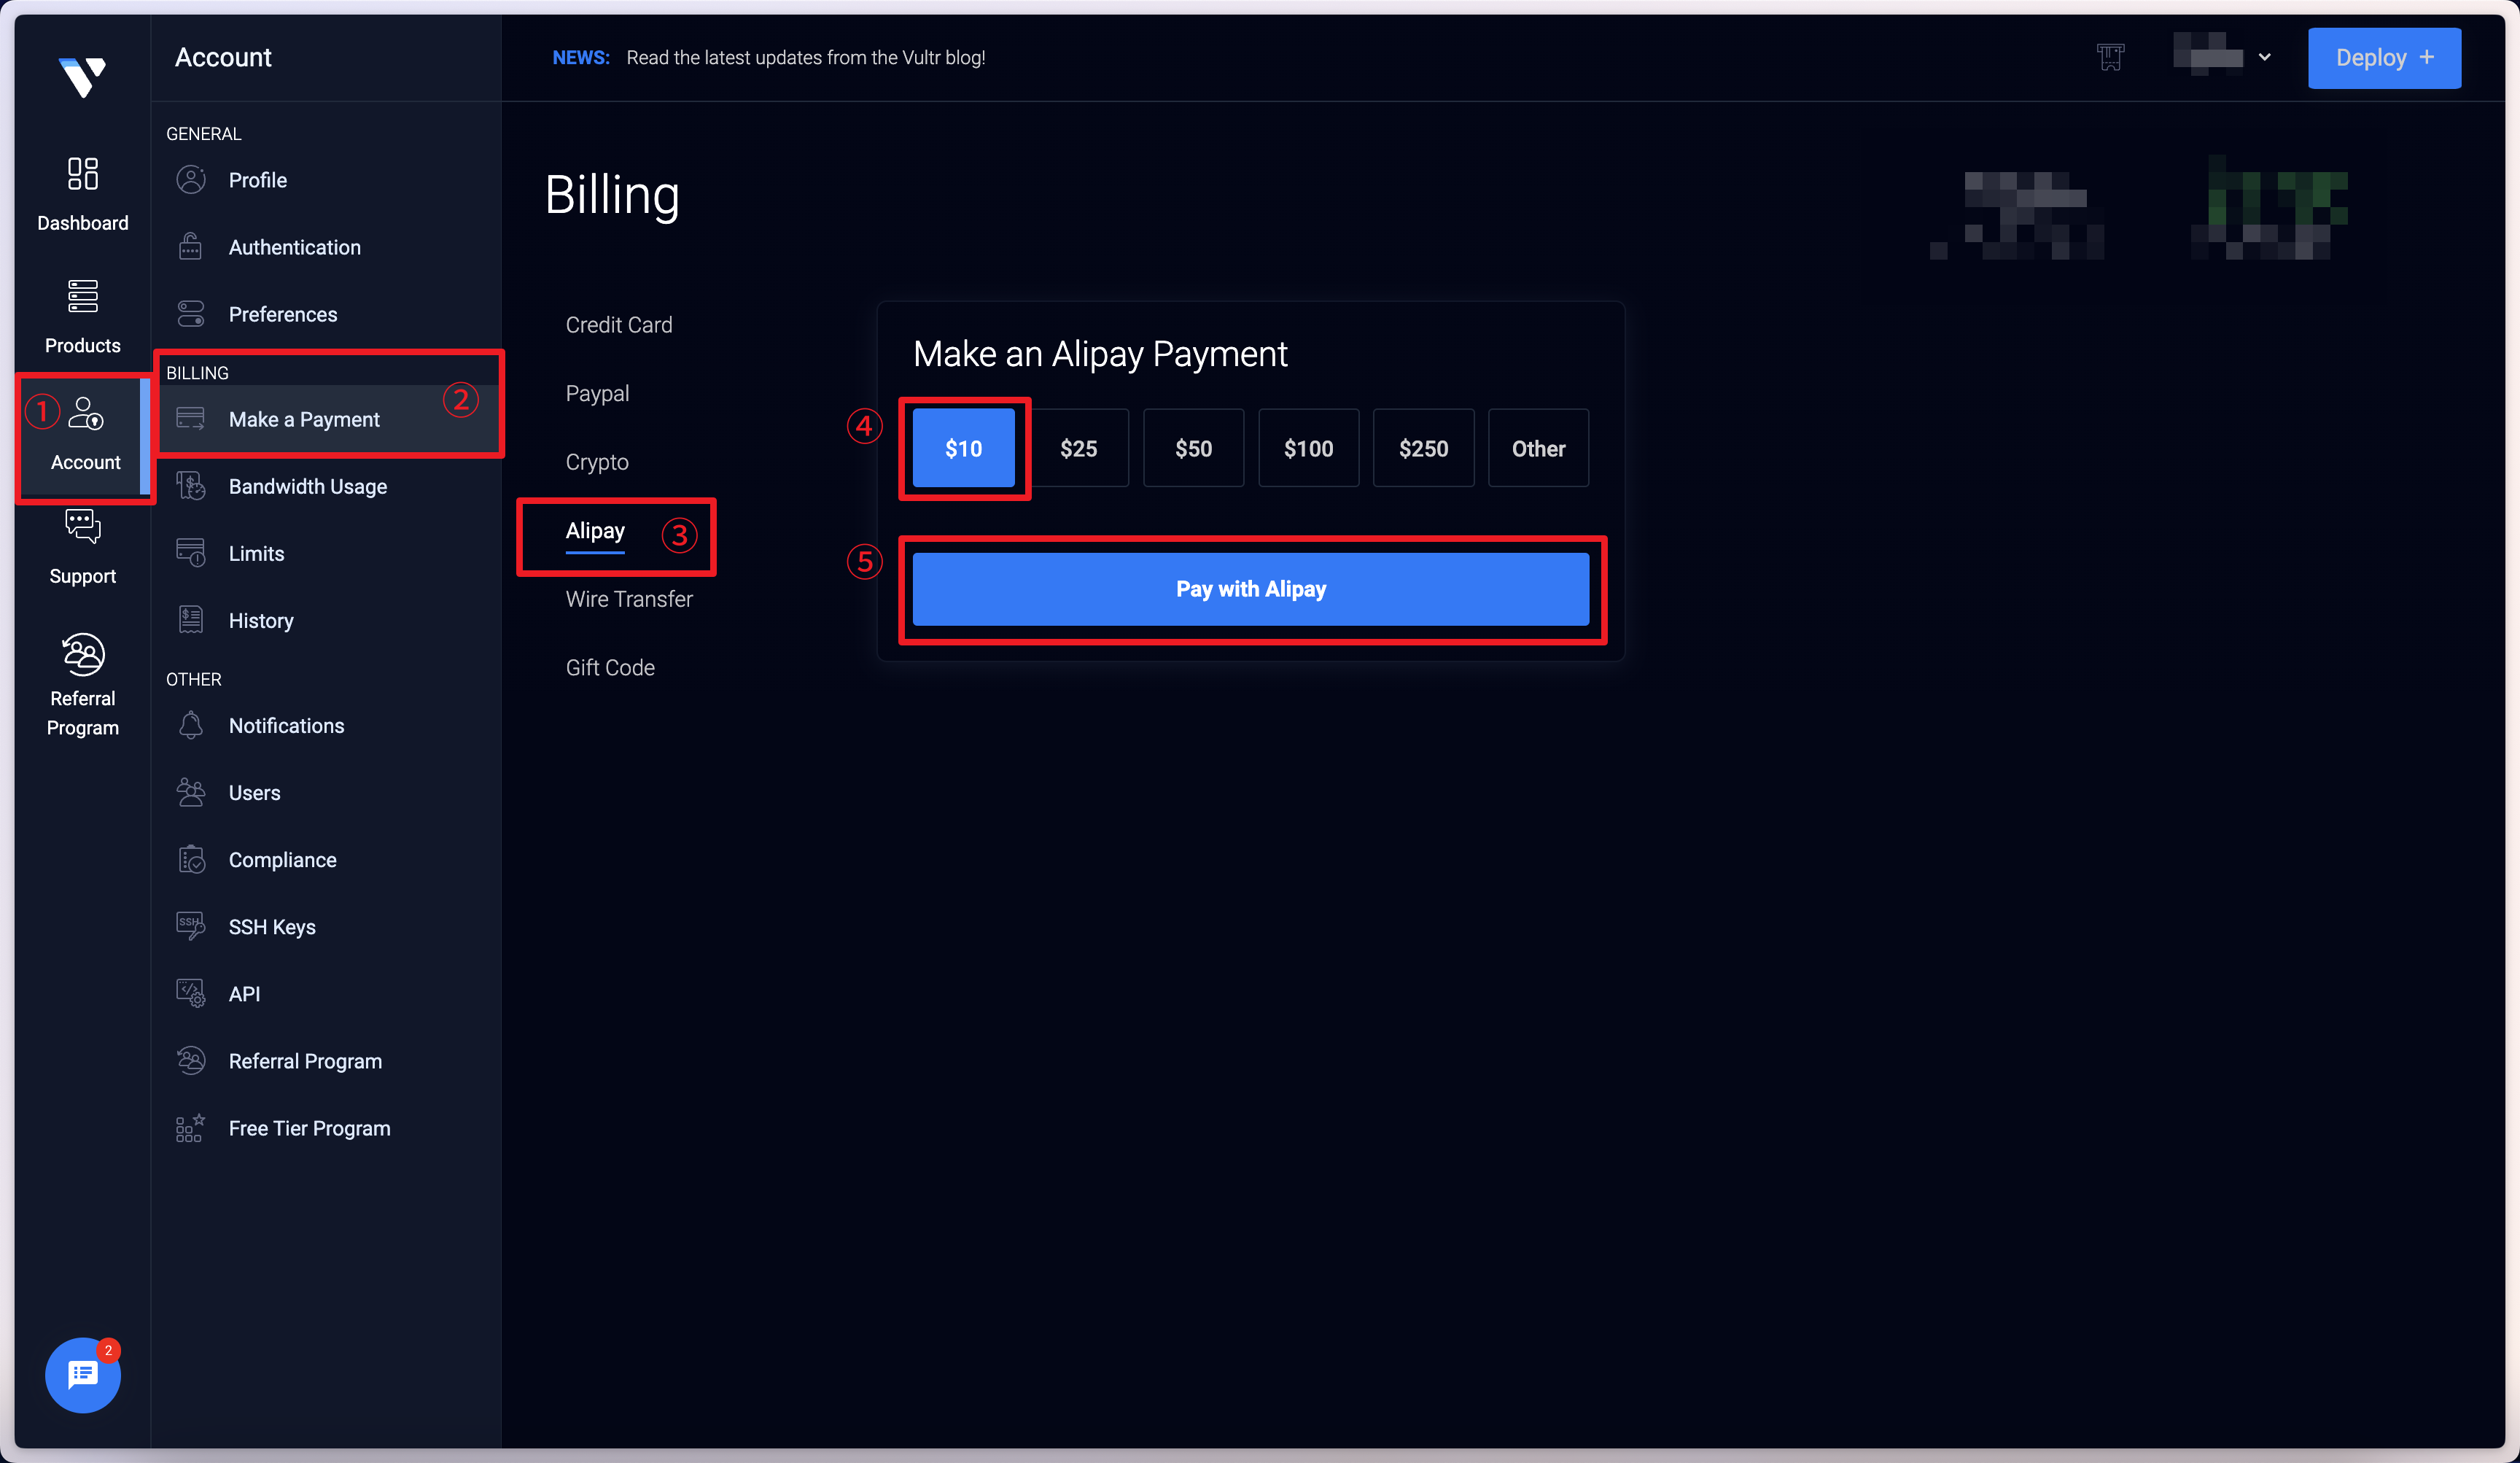 Account
NEWS: Read the latest updates from the Vultr blog!
Deploy +
Dashboard
Products
①
Account
Support
Referral
Program
2
GENERAL
Profile
Authentication
Preferences
BILLING
Make a Payment
②
Bandwidth Usage
Limits
History
OTHER
Notifications
Users
Compliance
SSH
SSH Keys
API
Referral Program
Free Tier Program
Billing
Credit Card
Paypal
Crypto
Alipay
③
Wire Transfer
Gift Code
Make an Alipay Payment
④
$10 $25 $50 $100 $250 Other
⑤
Pay with Alipay